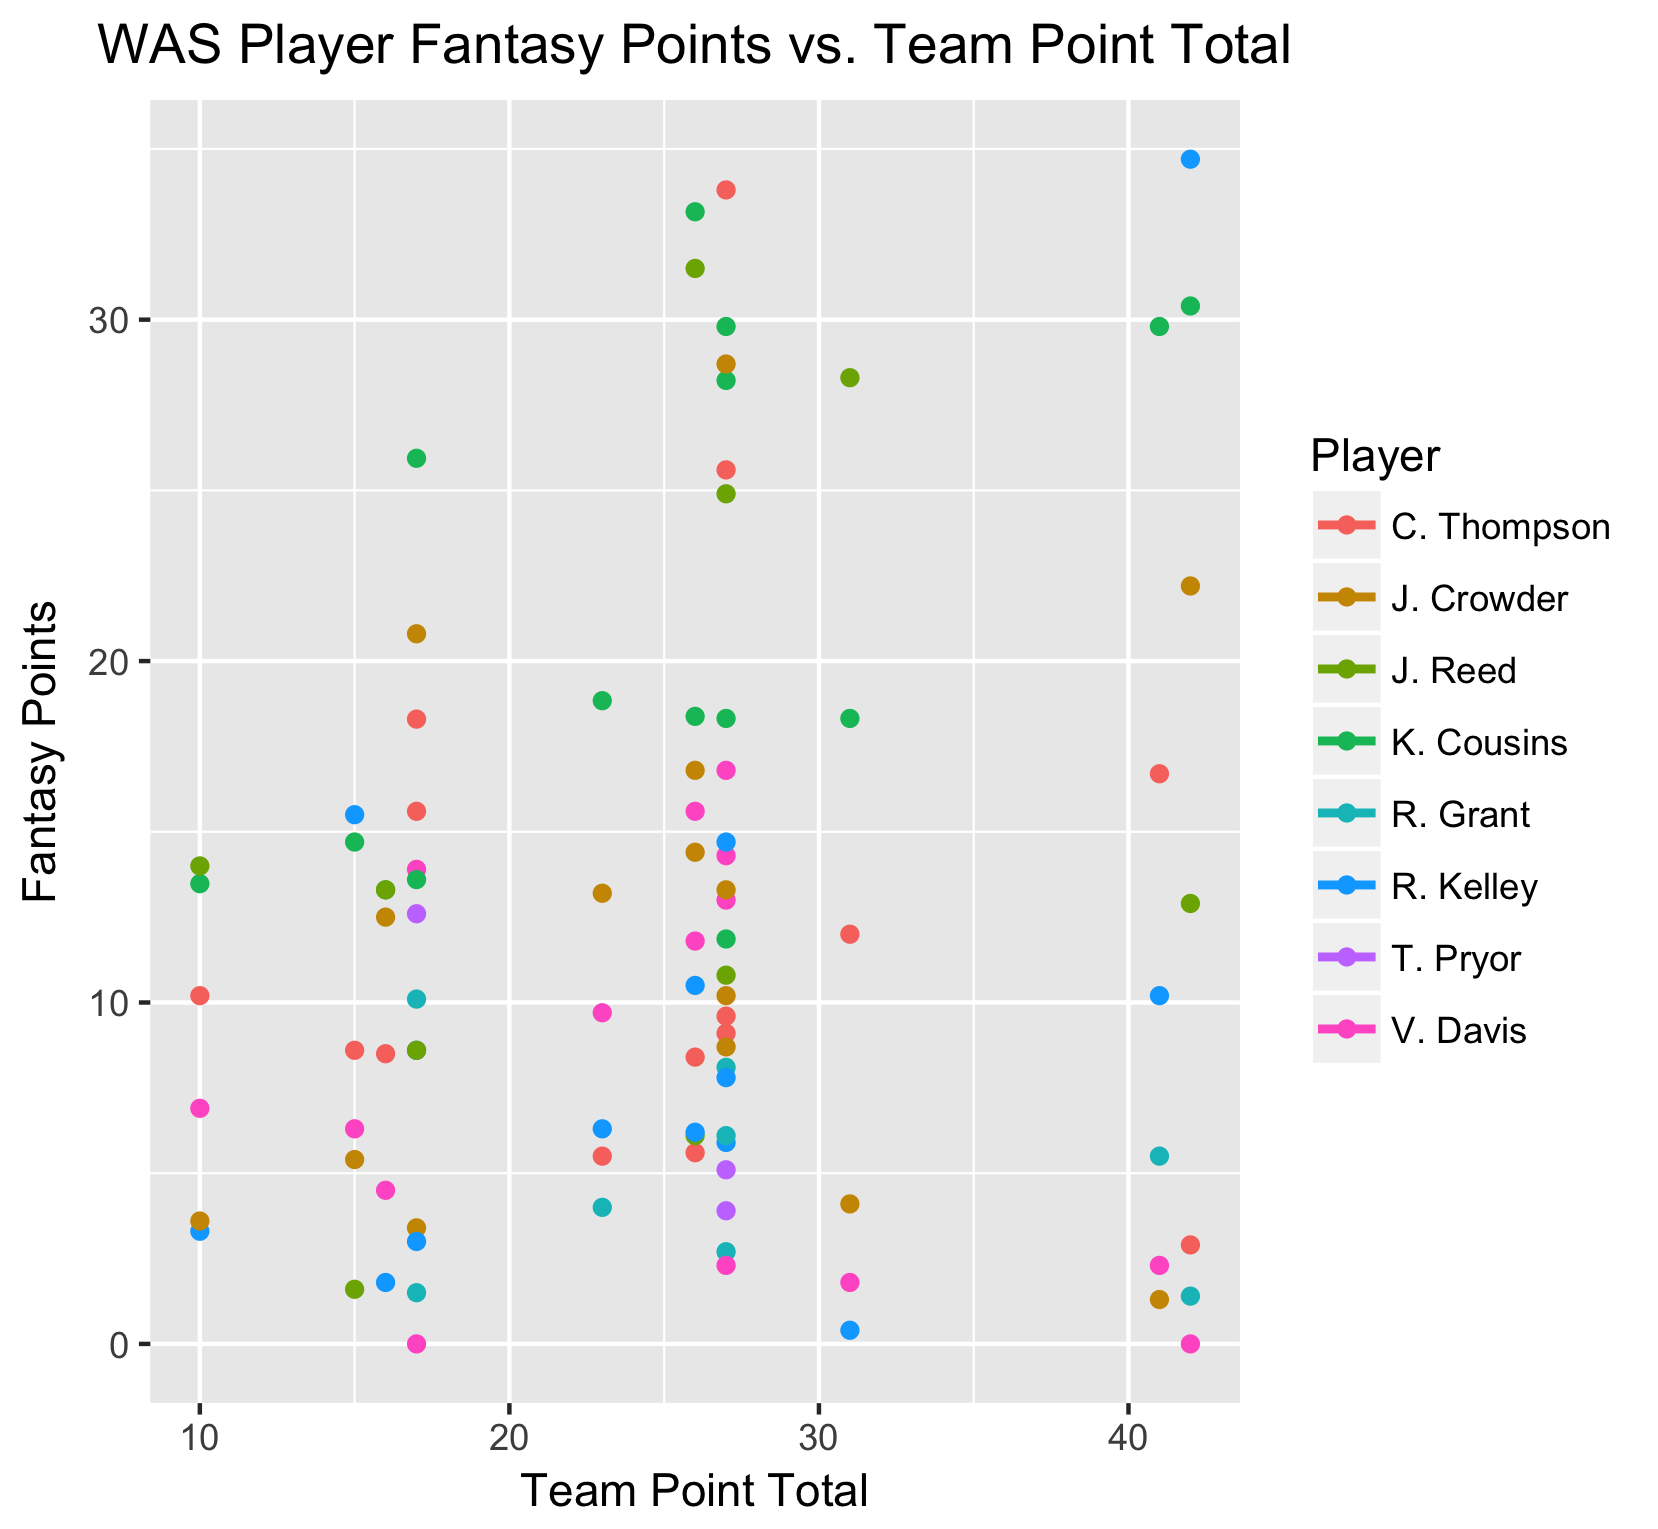 WAS Player Fantasy Points vs. Team Point Total
Fantasy Points
30
20
10
0
10 20 30 40
Team Point Total
Player
C. Thompson
J. Crowder
J. Reed
K. Cousins
R. Grant
R. Kelley
T. Pryor
V. Davis